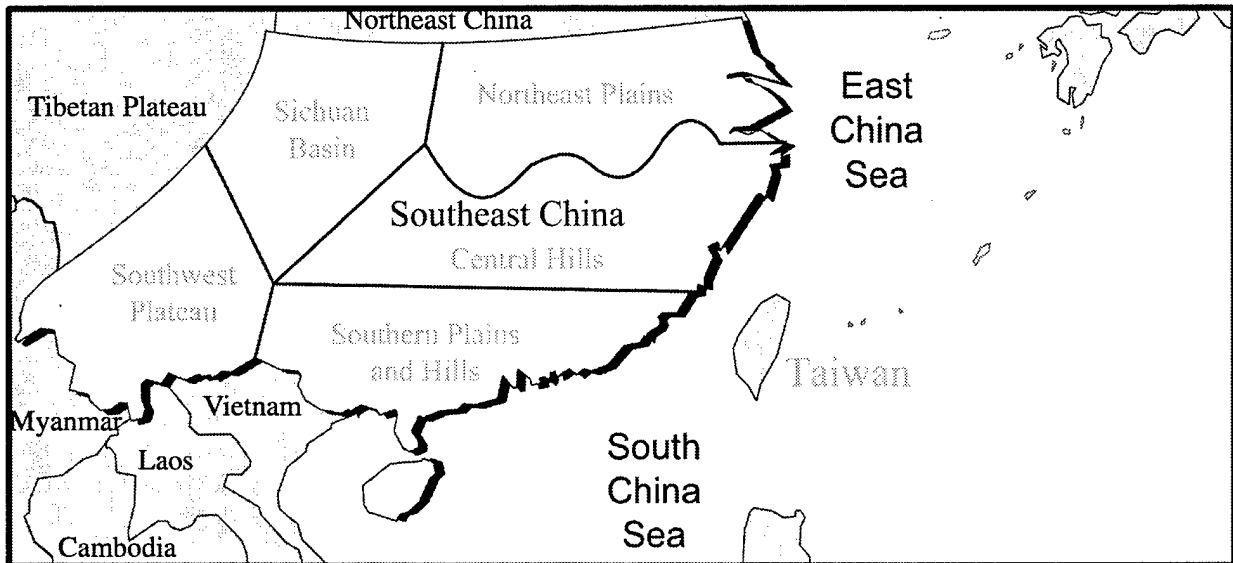 Northeast China
Tibetan Plateau
Sichuan
Basin
Northeast Plains
East
China
Sea
Southeast China
Central Hills
Southwest
Plateau
Southern Plains
and Hills
Taiwan
Myanmar
Vietnam
Laos
South
China
Sea
Cambodia